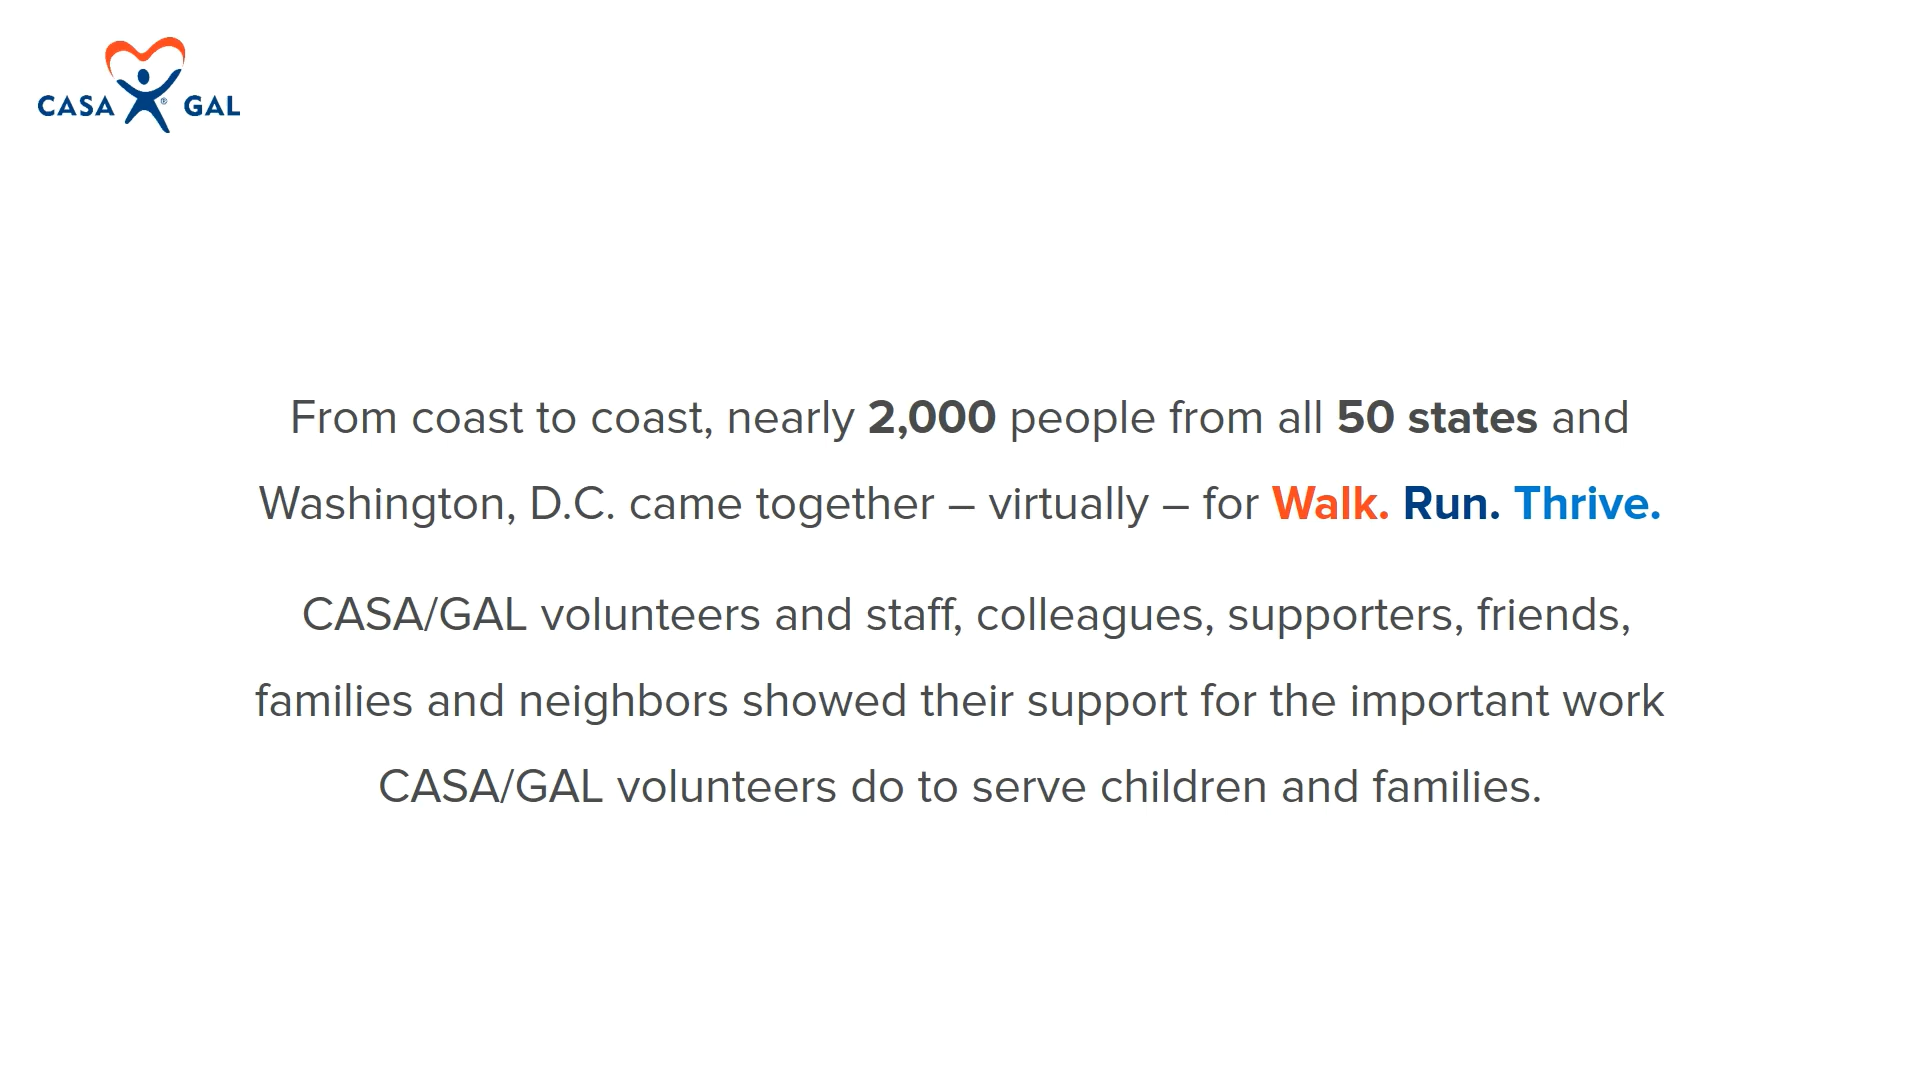 CASA ® GAL
From coast to coast, nearly 2,000 people from all 50 states and
Washington, D.C. came together – virtually – for Walk. Run. Thrive.
CASA/GAL volunteers and staff, colleagues, supporters, friends,
families and neighbors showed their support for the important work
CASA/GAL volunteers do to serve children and families.